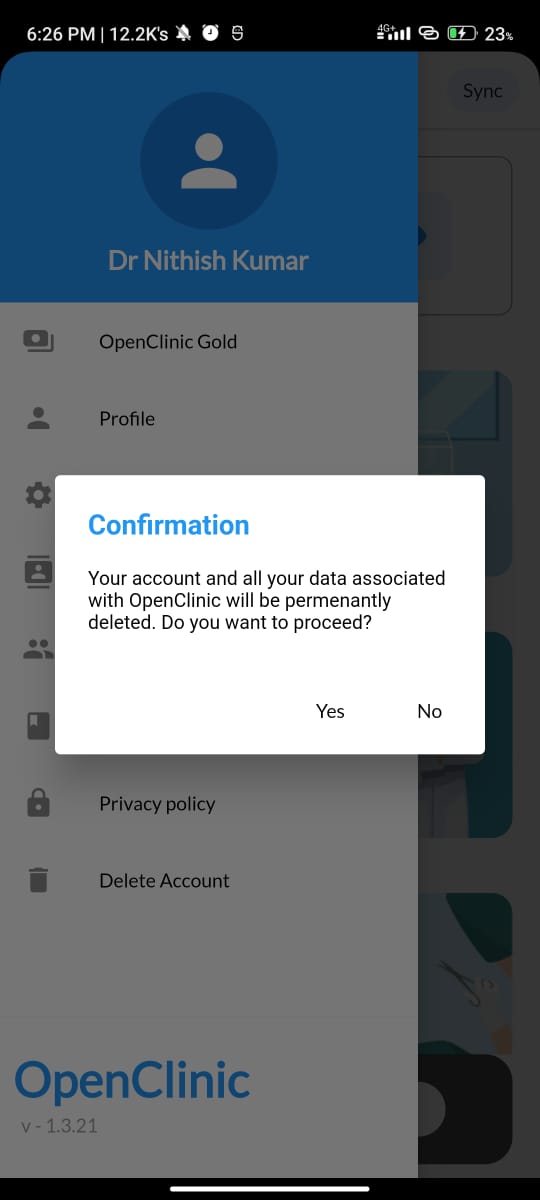 6:26 PM | 12.2K's
4G+
23%
Sync
Dr Nithish Kumar
OpenClinic Gold
Profile
Confirmation
Your account and all your data associated
with OpenClinic will be permenantly
deleted. Do you want to proceed?
Yes No
Privacy policy
Delete Account
OpenClinic
v - 1.3.21